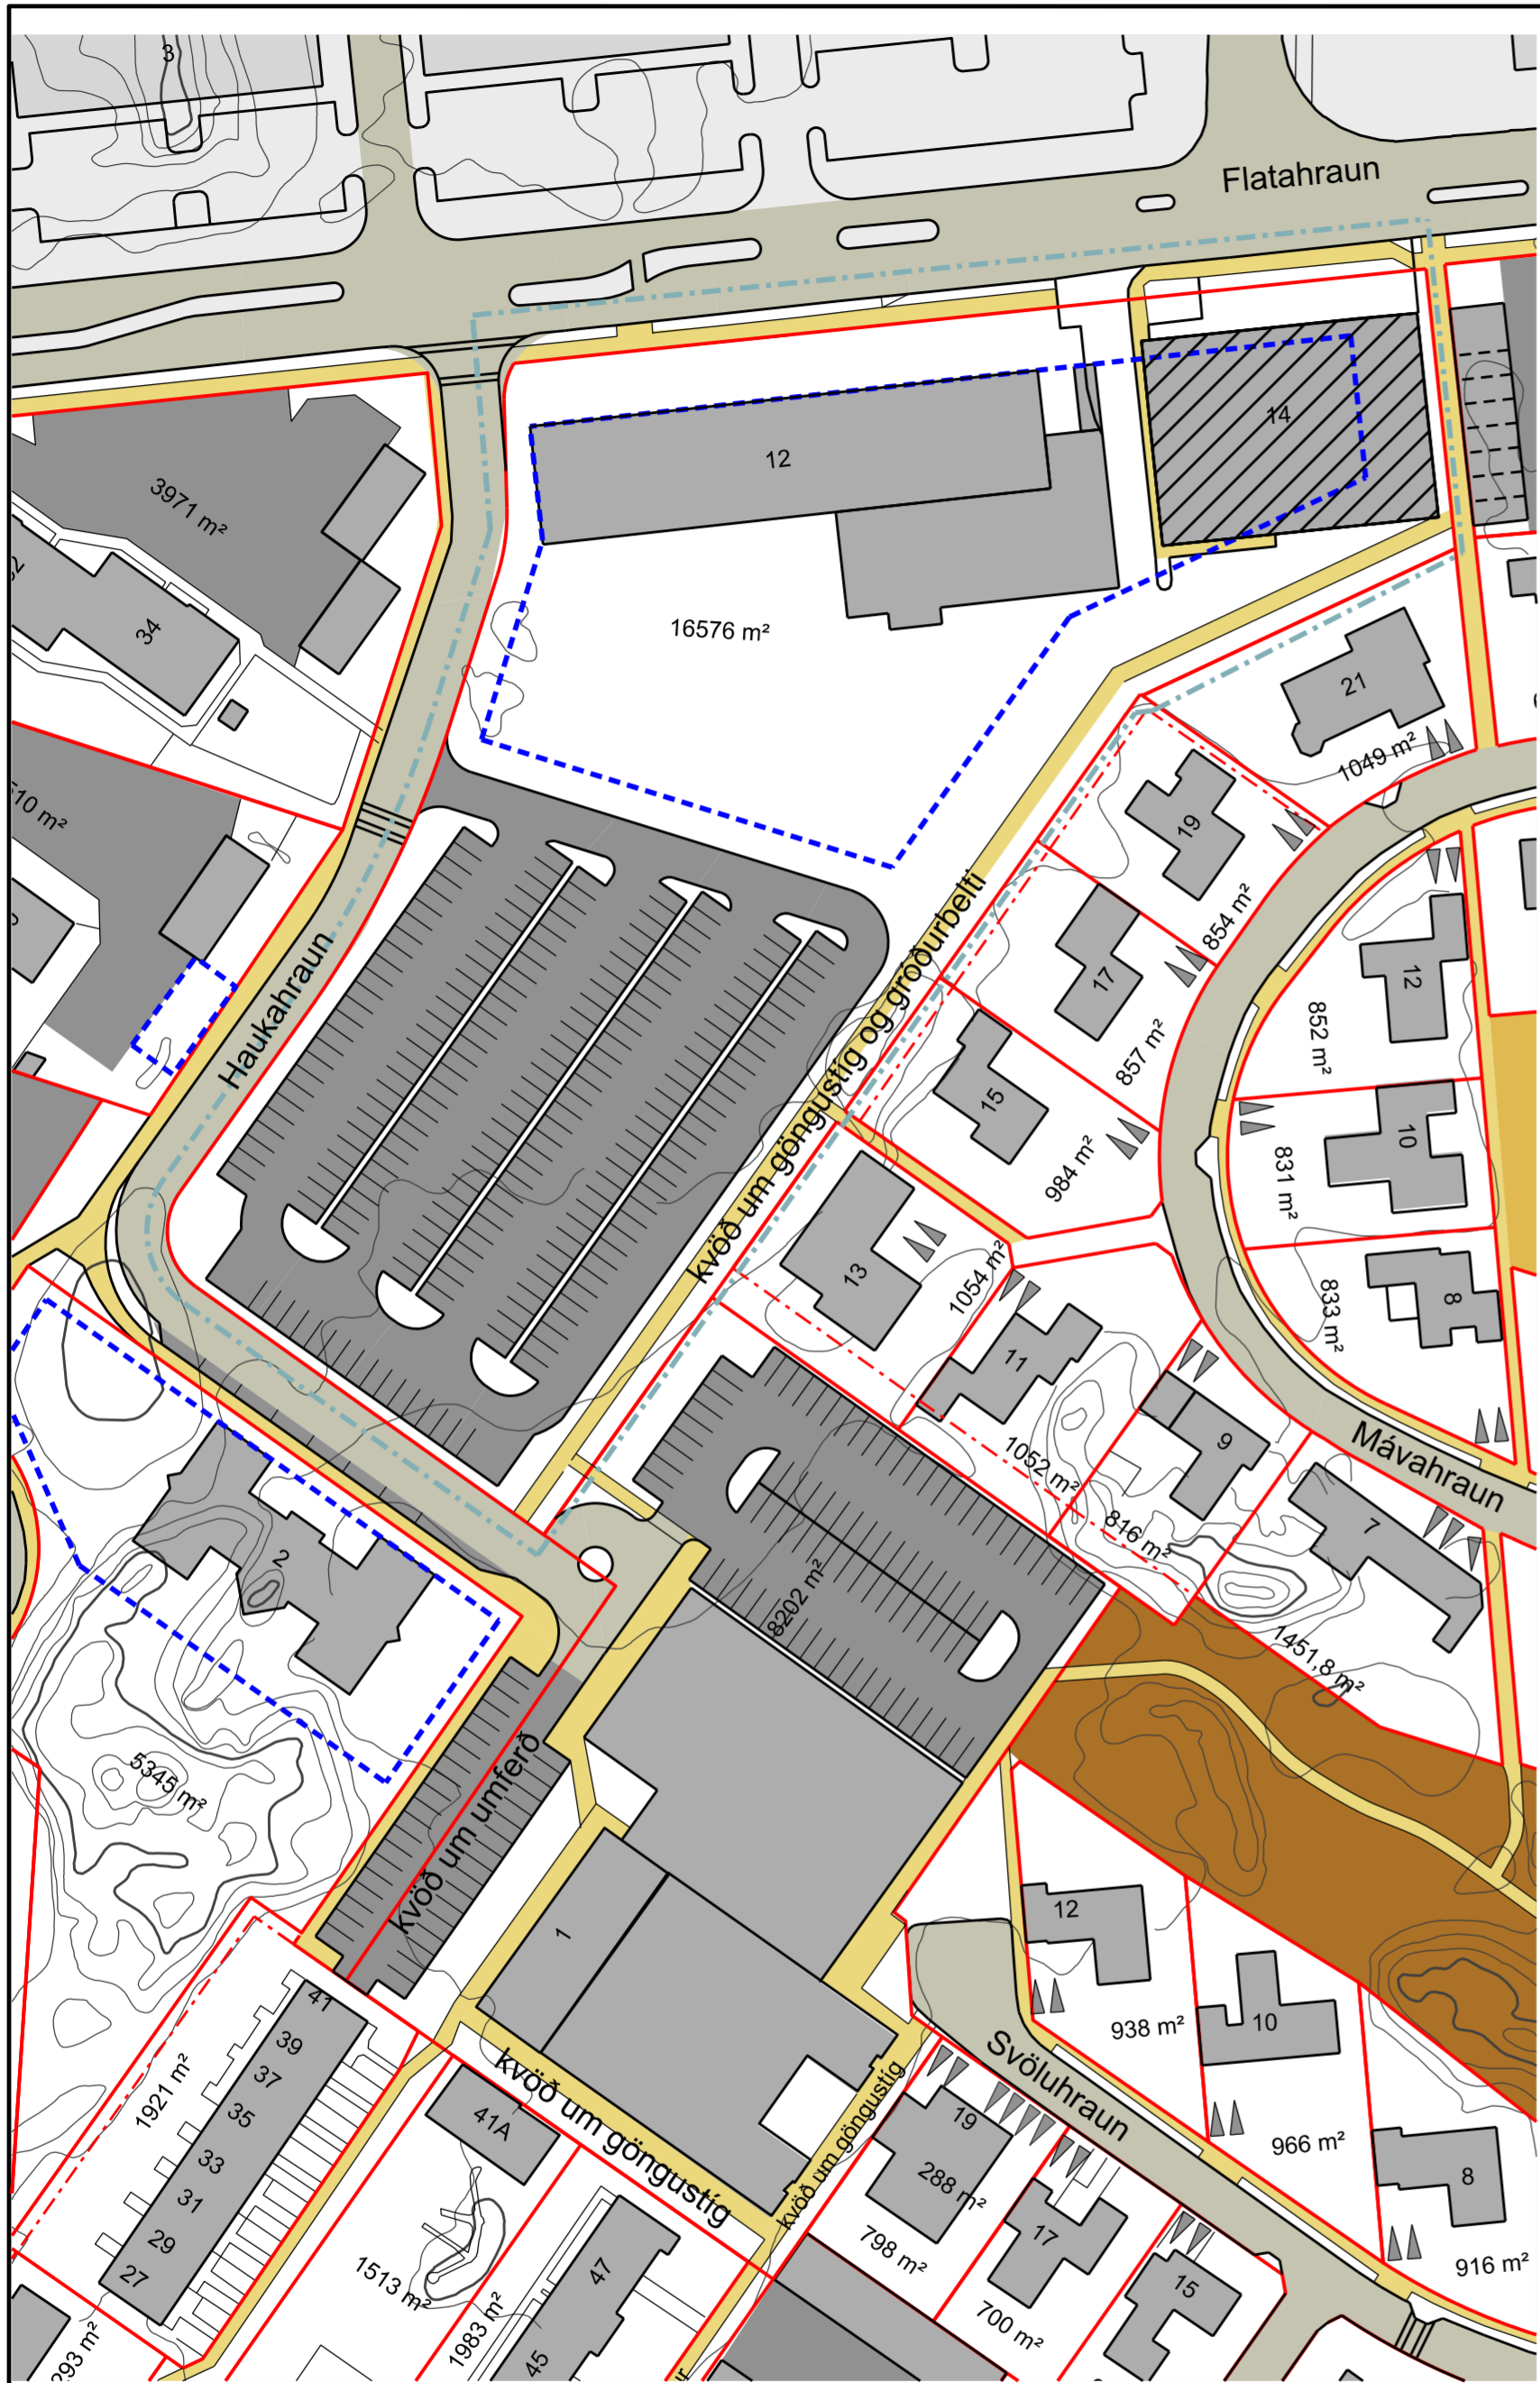 3
Flatahraun
14
12
3971 m²
34
16576 m²
21
1049 m²
19
854 m²
17
12
852 m²
857 m²
Haukahraun
kvöð um göngustíg og gróðurbelti
15
984 m²
10
831 m²
13
1054 m²
8
833 m²
11
9
1052 m²
816 m²
Mávahraun
7
2
8202 m²
1451,8 m²
5345 m²
kvöð um umferð
1
12
938 m²
10
41
39
37
35
33
31
29
27
1921 m²
kvöð um göngustíg
kvöð um göngustíg
Svöluhraun
41A
19
288 m²
966 m²
8
798 m²
17
916 m²
1513 m²
47
15
700 m²
1983 m²
45
293 m²